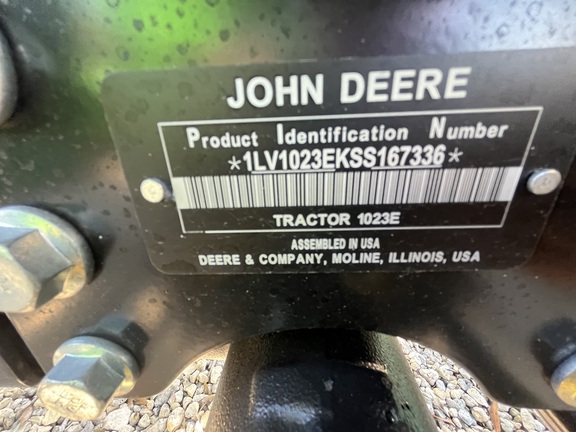 JOHN DEERE
Product Identification Number
*1LV1023EKSS167336*
TRACTOR 1023E
ASSEMBLED IN USA
DEERE & COMPANY, MOLINE, ILLINOIS, USA